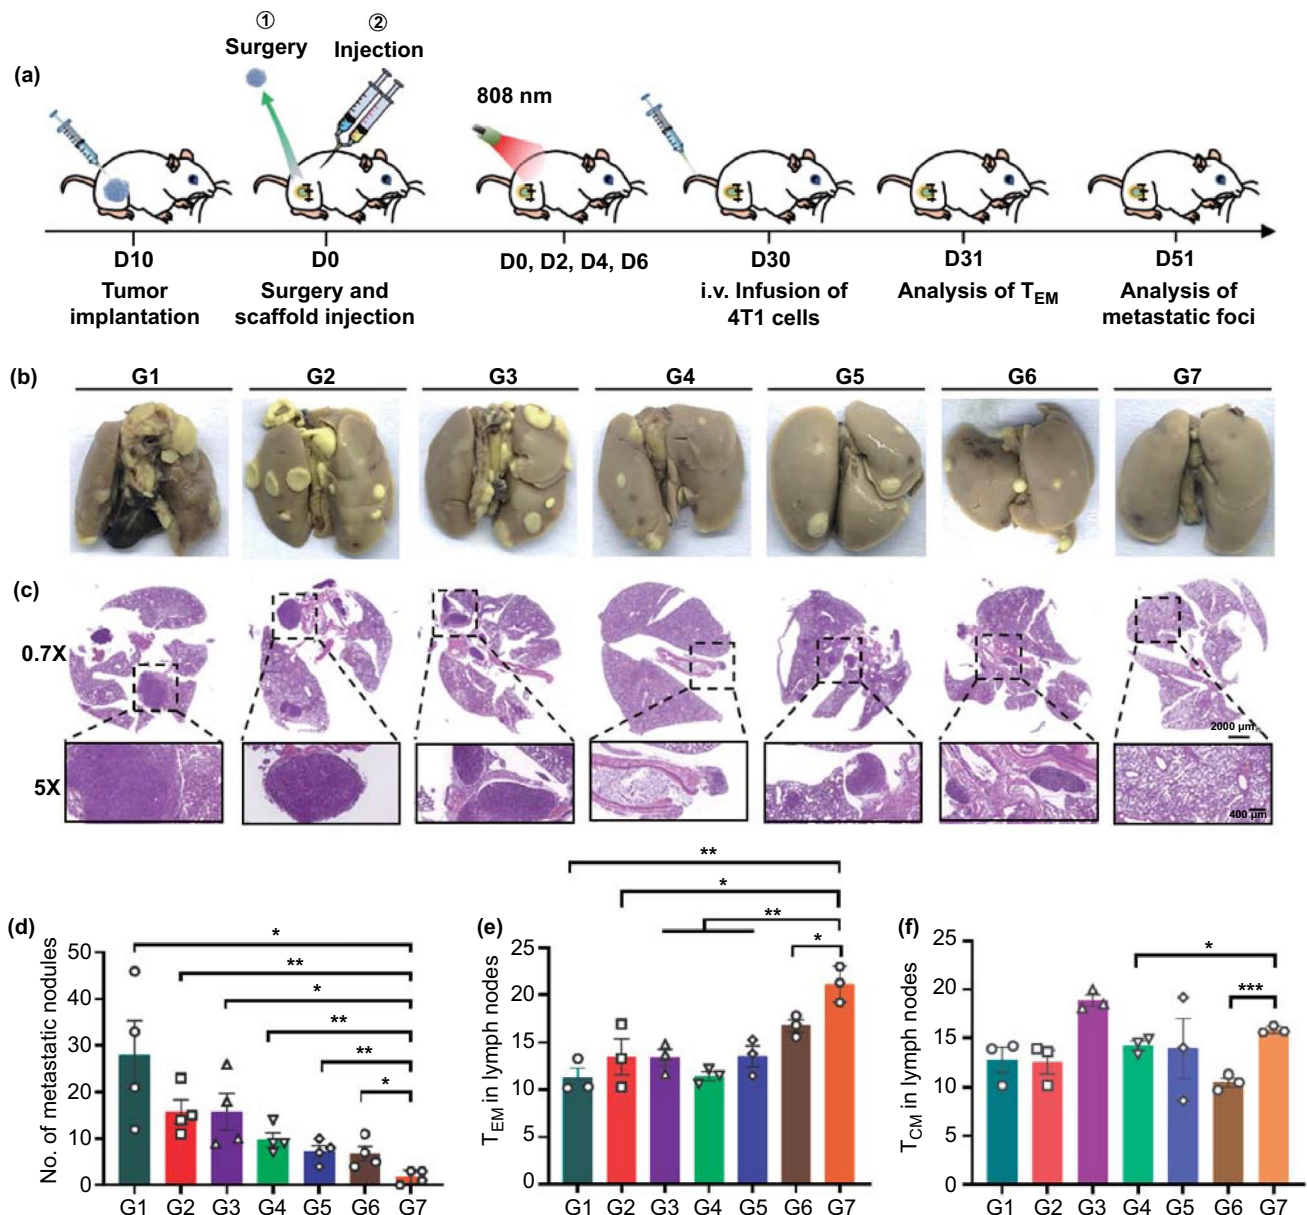 ①
②
Surgery
Injection
(a)
808 nm
D10
D0
D0, D2, D4, D6
D30
D31
D51
Tumor
implantation
Surgery and
scaffold injection
i.v. Infusion of
4T1 cells
Analysis of TEM
Analysis of
metastatic foci
(b)
G1
G2
G3
G4
G5
G6
G7
(c)
0.7X
2000 µm
5X
400 µm
(d)
No. of metastatic nodules
50
40
30
20
10
0
*
**
*
**
**
*
G1 G2 G3 G4 G5 G6 G7
(e)
TEM in lymph nodes
25
20
15
10
5
0
**
*
**
*
G1 G2 G3 G4 G5 G6 G7
(f)
TCM in lymph nodes
25
20
15
10
5
0
*
***
G1 G2 G3 G4 G5 G6 G7